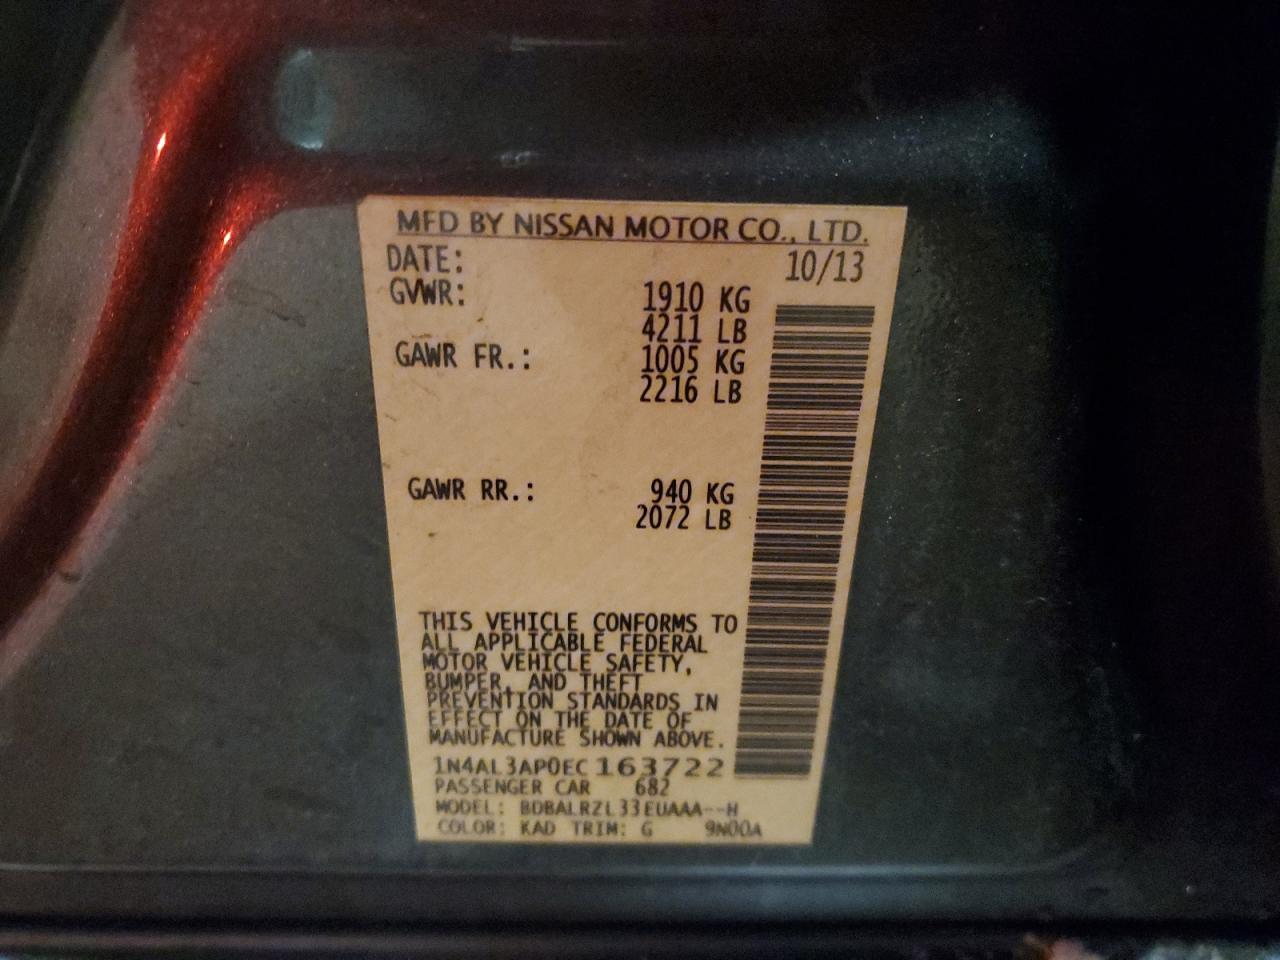 MFD BY NISSAN MOTOR CO., LTD.
DATE: 10/13
GVWR: 1910 KG
4211 LB
GAWR FR.: 1005 KG
2216 LB
GAWR RR.: 940 KG
2072 LB
THIS VEHICLE CONFORMS TO
ALL APPLICABLE FEDERAL
MOTOR VEHICLE SAFETY,
BUMPER, AND THEFT
PREVENTION STANDARDS IN
EFFECT ON THE DATE OF
MANUFACTURE SHOWN ABOVE.
1N4AL3AP0EC163722
PASSENGER CAR 682
MODEL: BDBALRZL33EUAAA--H
COLOR: KAD TRIM: G 9N00A